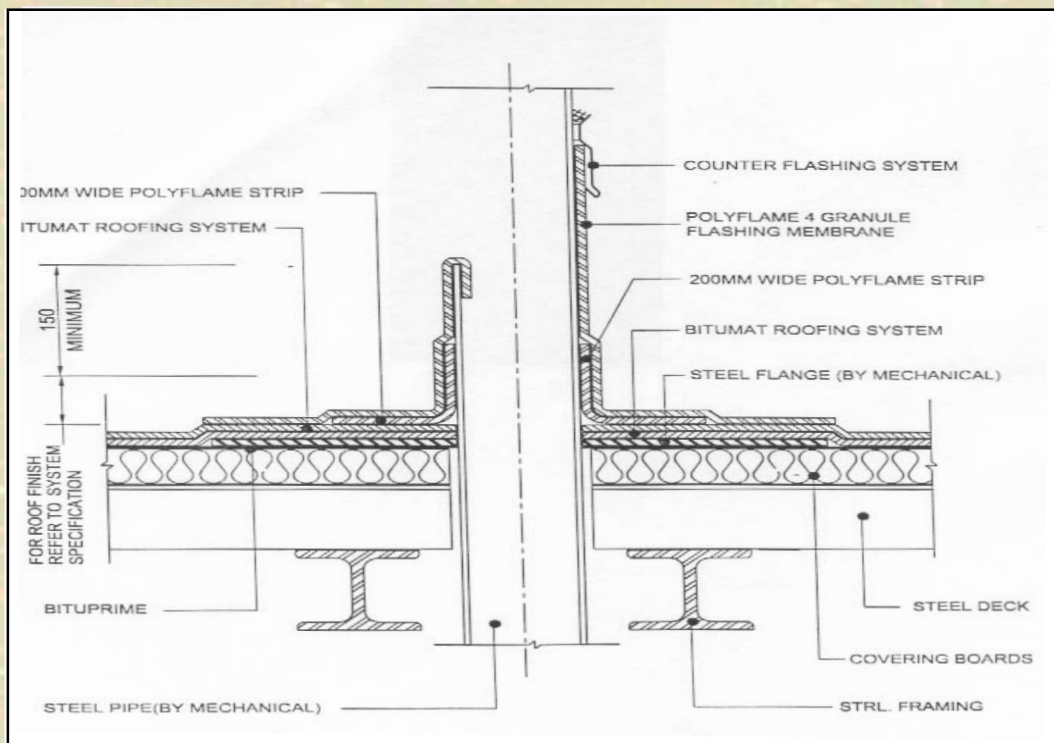 COUNTER FLASHING SYSTEM
00MM WIDE POLYFLAME STRIP
POLYFLAME 4 GRANULE
FLASHING MEMBRANE
ITUMAT ROOFING SYSTEM
200MM WIDE POLYFLAME STRIP
150
MINIMUM
BITUMAT ROOFING SYSTEM
STEEL FLANGE (BY MECHANICAL)
FOR ROOF FINISH
REFER TO SYSTEM
SPECIFICATION
BITUPRIME
STEEL DECK
COVERING BOARDS
STEEL PIPE(BY MECHANICAL)
STRL. FRAMING